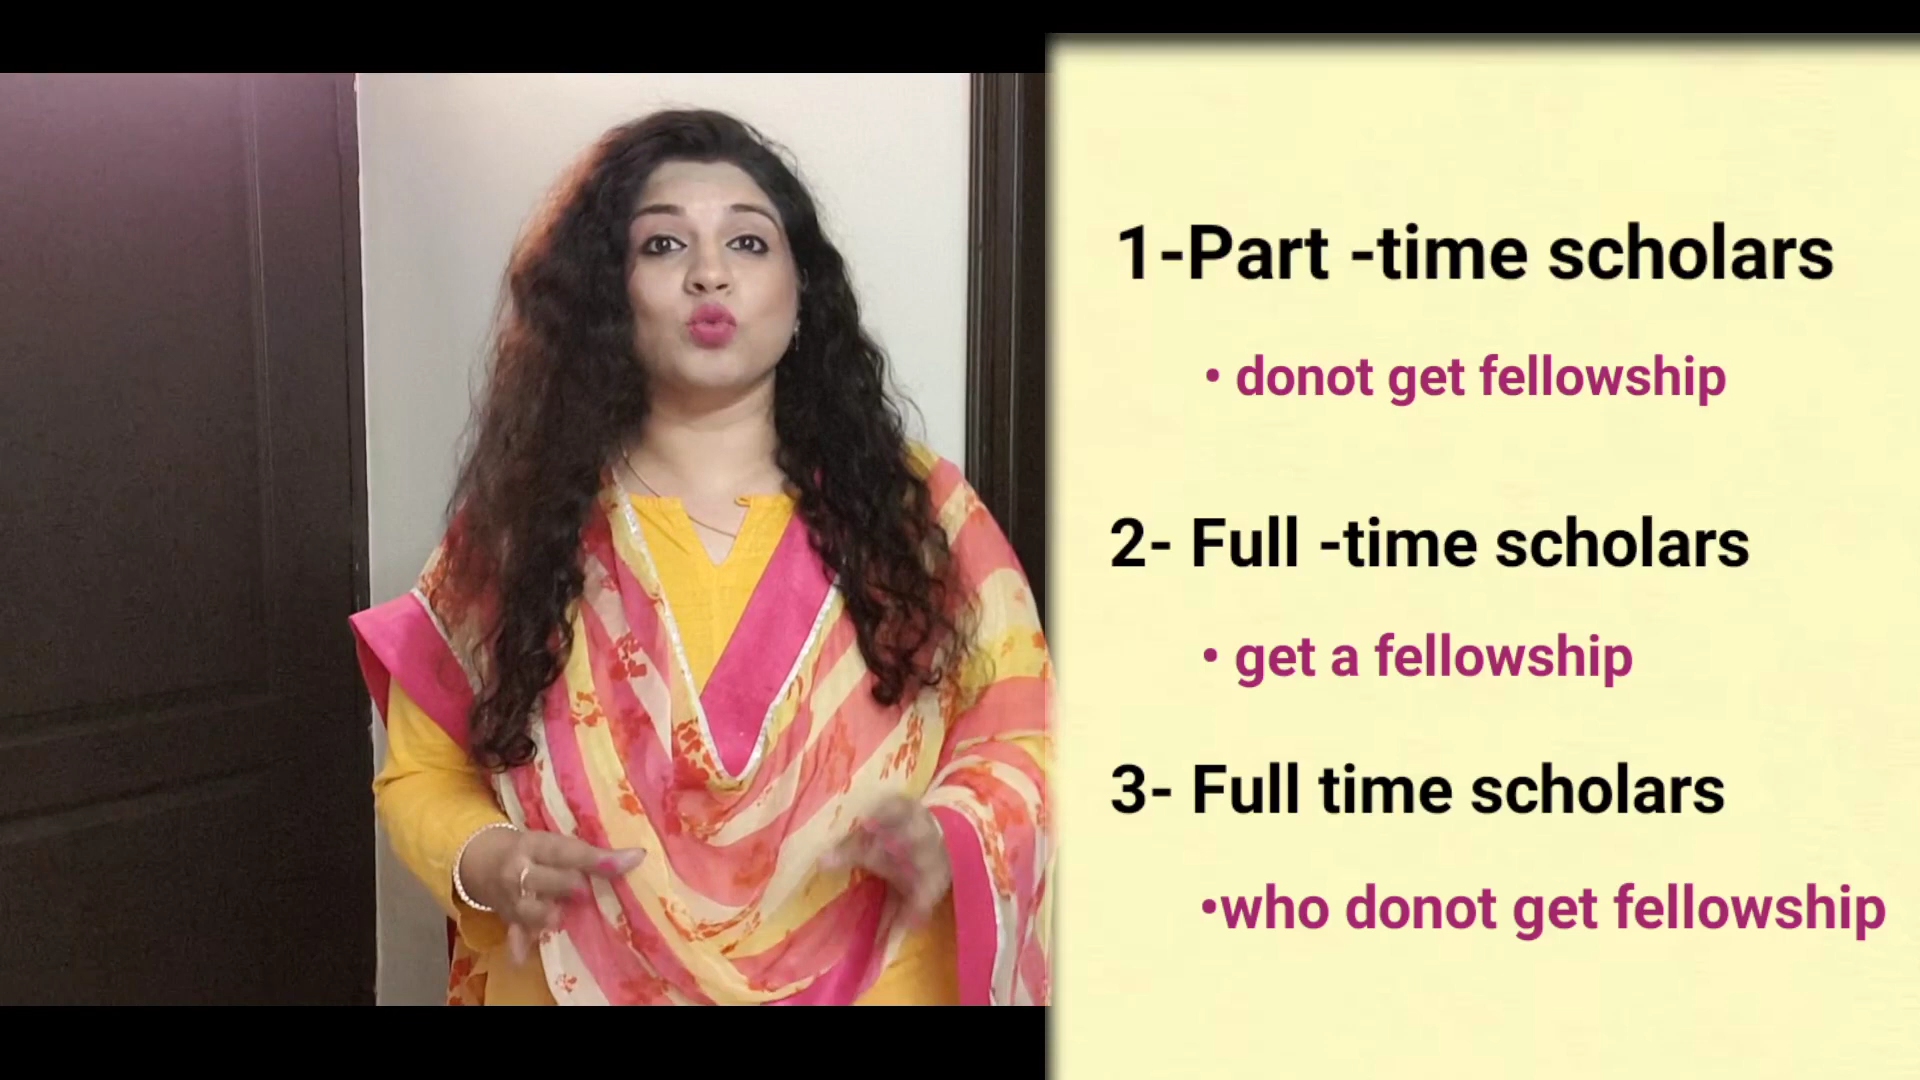 1-Part -time scholars
• donot get fellowship
2- Full -time scholars
• get a fellowship
3- Full time scholars
•who donot get fellowship